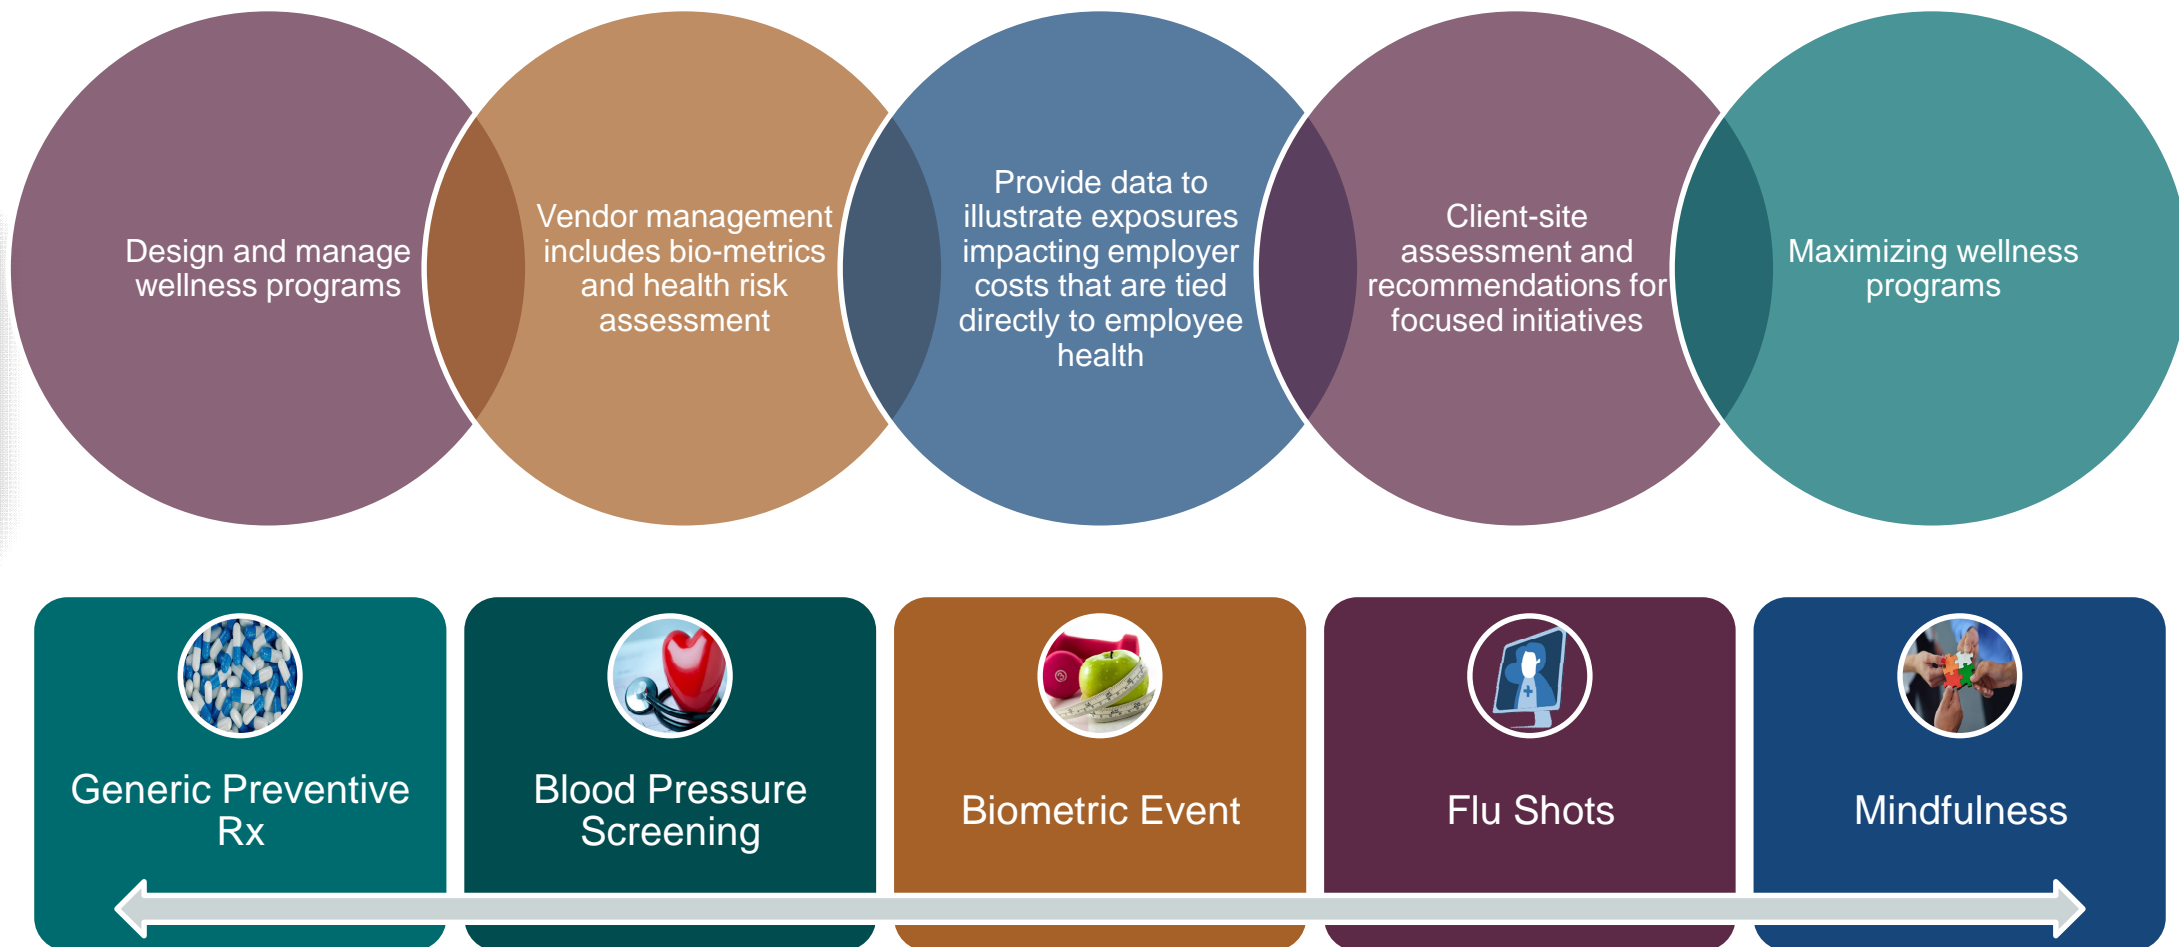 Design and manage
wellness programs
Vendor management
includes bio-metrics
and health risk
assessment
Provide data to
illustrate exposures
impacting employer
costs that are tied
directly to employee
health
Client-site
assessment and
recommendations for
focused initiatives
Maximizing wellness
programs
Generic Preventive
Rx
Blood Pressure
Screening
Biometric Event
Flu Shots
Mindfulness